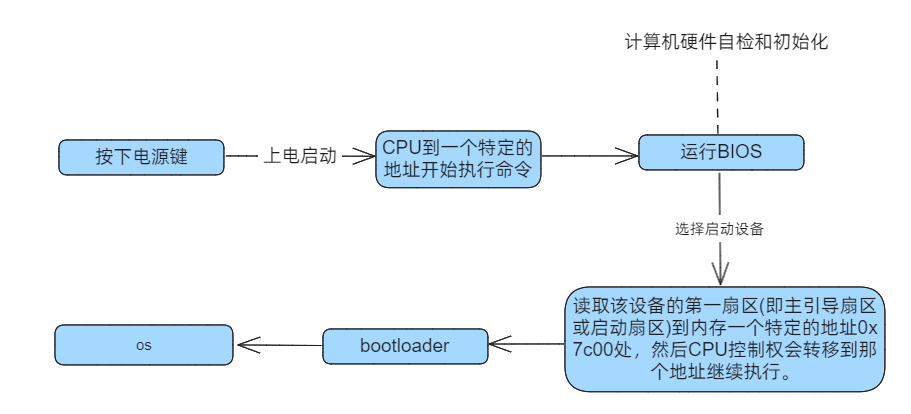 计算机硬件自检和初始化
按下电源键
上电启动
CPU到一个特定的
地址开始执行命令
运行BIOS
选择启动设备
读取该设备的第一扇区(即主引导扇区
或启动扇区)到内存一个特定的地址0x
7c00处，然后CPU控制权会转移到那
个地址继续执行。
bootloader
os